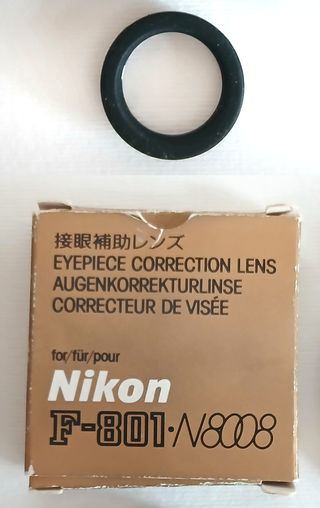 接眼補助レンズ
EYEPIECE CORRECTION LENS
AUGENKORREKTURLINSE
CORRECTEUR DE VISÉE
for/für/pour
Nikon
F-801·N8008